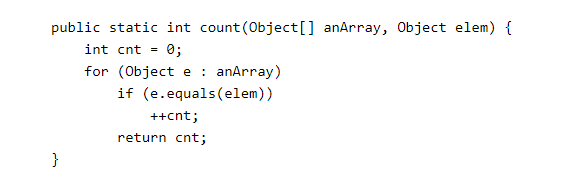 public static int count(Object[] anArray, Object elem) {
    int cnt = 0;
    for (Object e : anArray)
        if (e.equals(elem))
            ++cnt;
        return cnt;
}